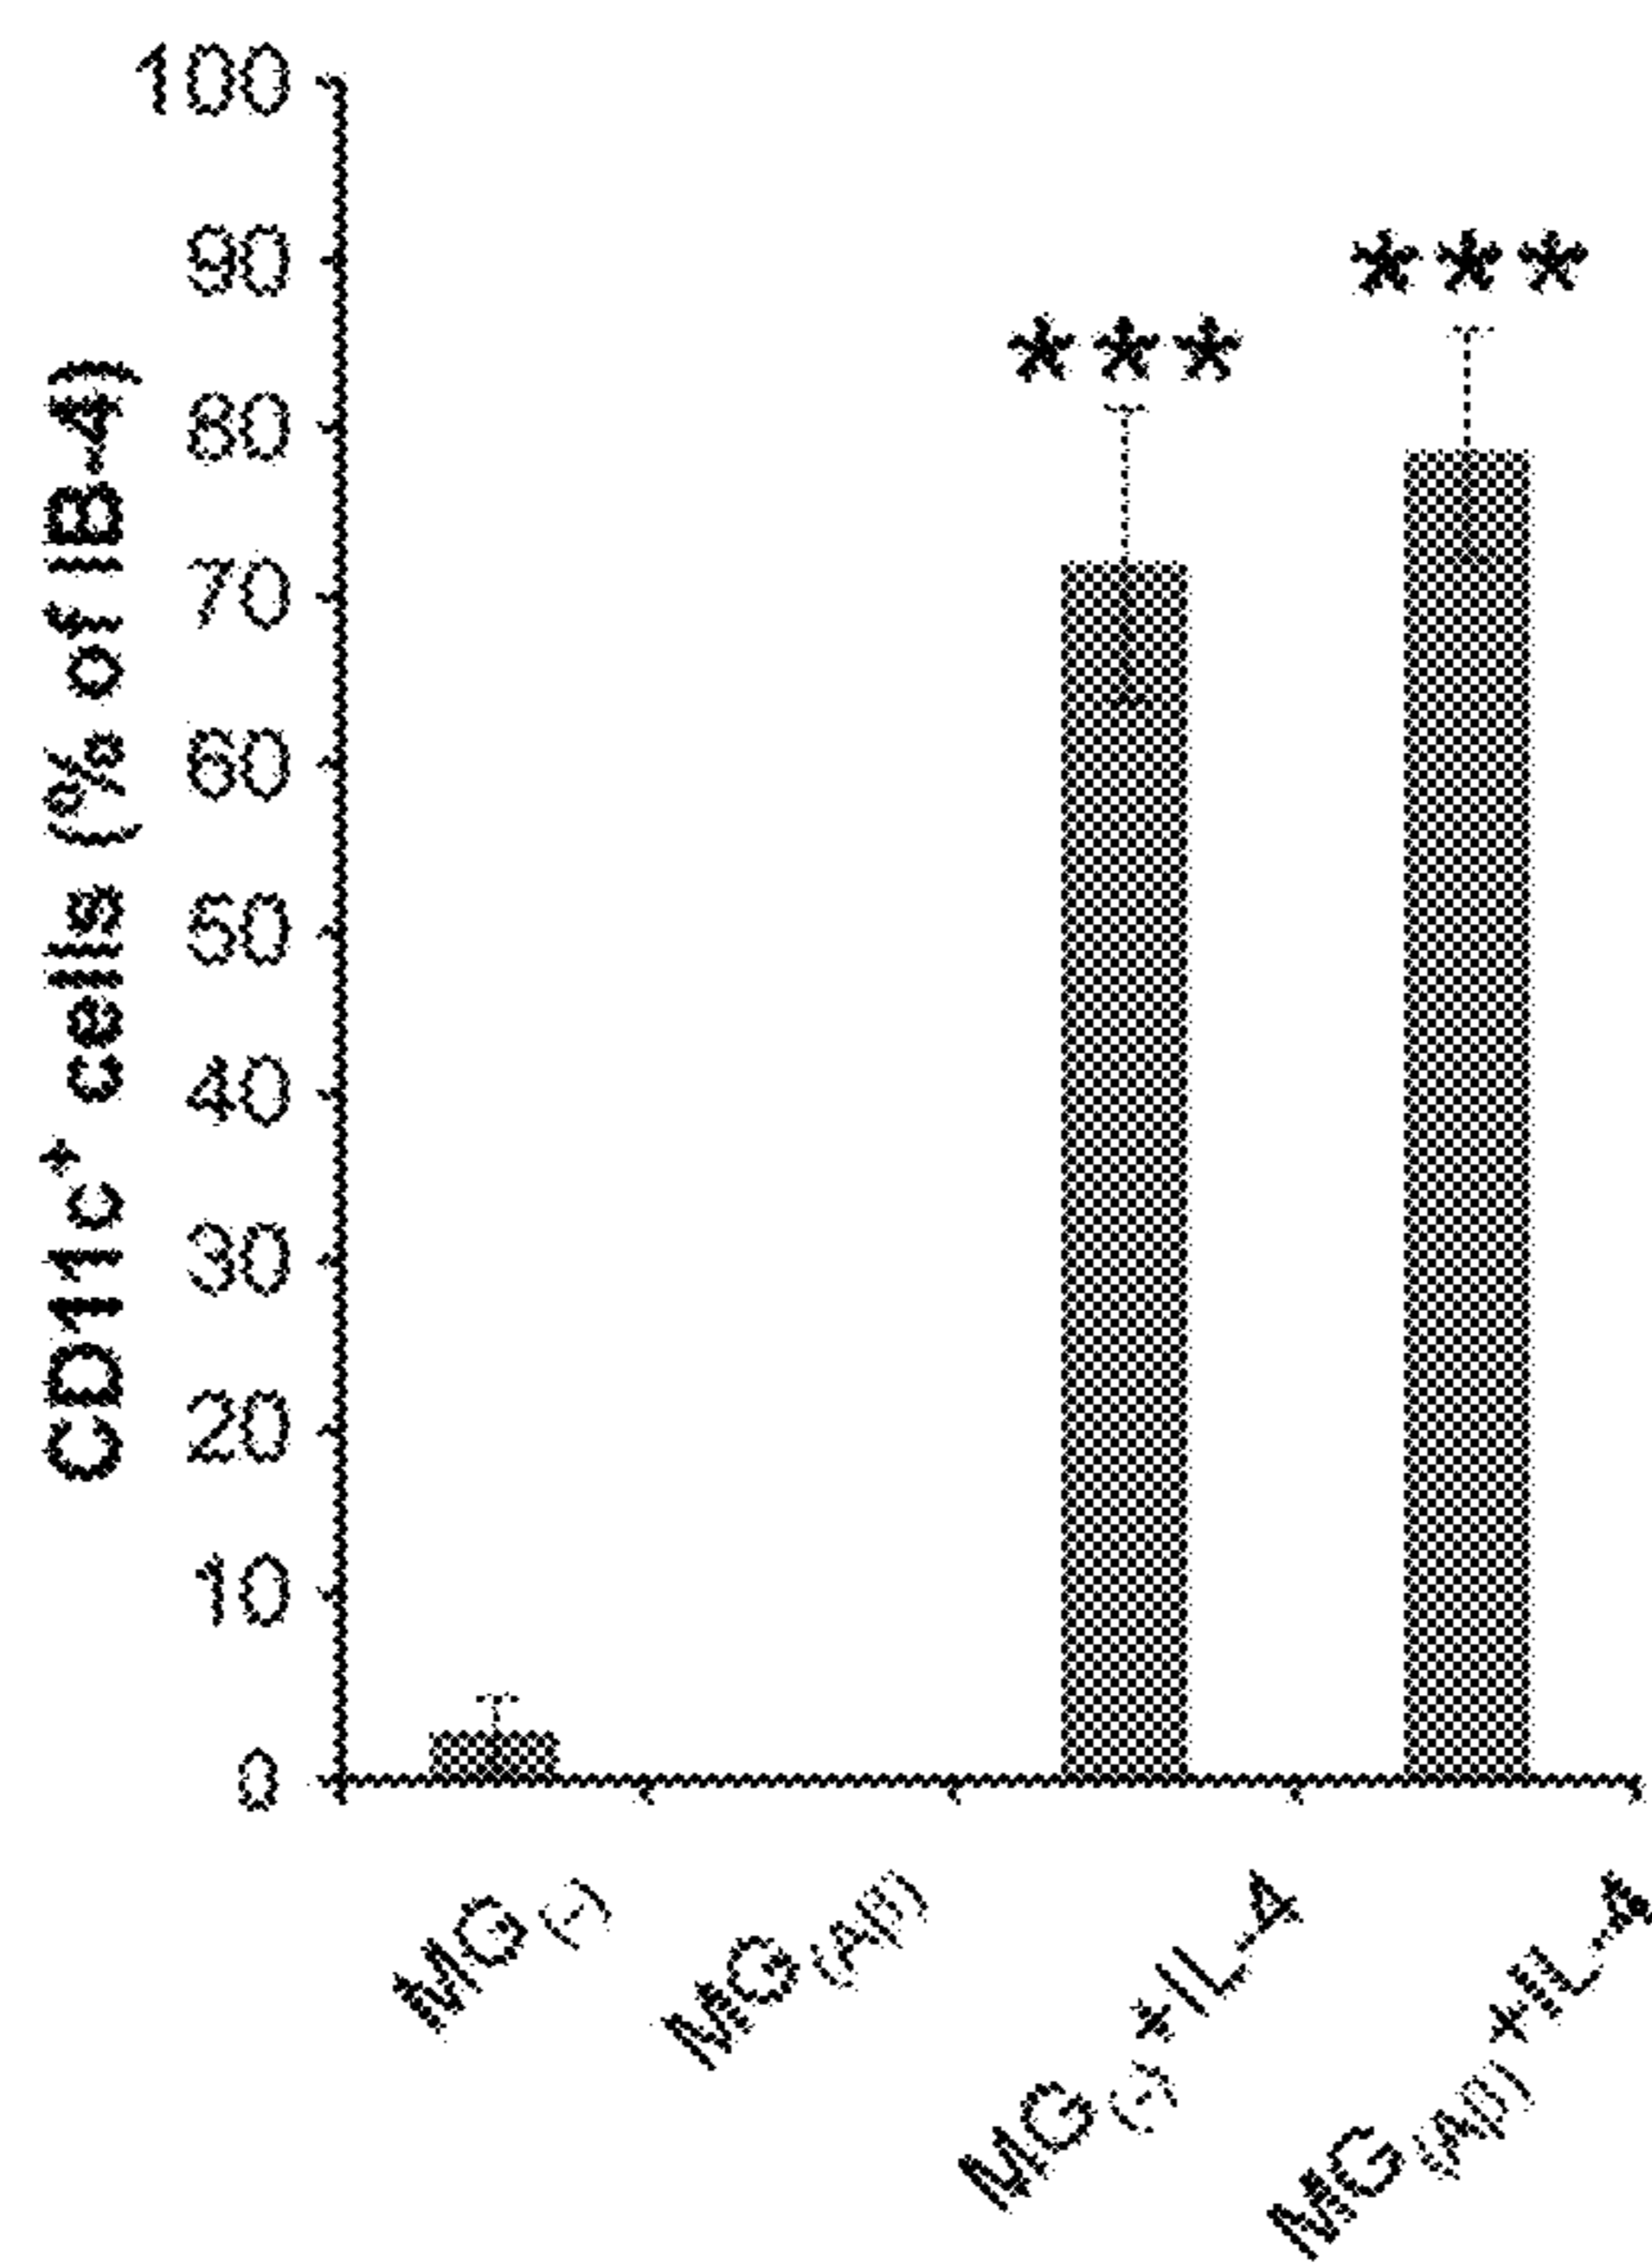 CD11c⁺ cells (% of IB-4)
100
90
80
70
60
50
40
30
20
10
0
***
***
MG(-)
MG(Aβ)
MG(-)+IL-4
MG(Aβ)+IL-4